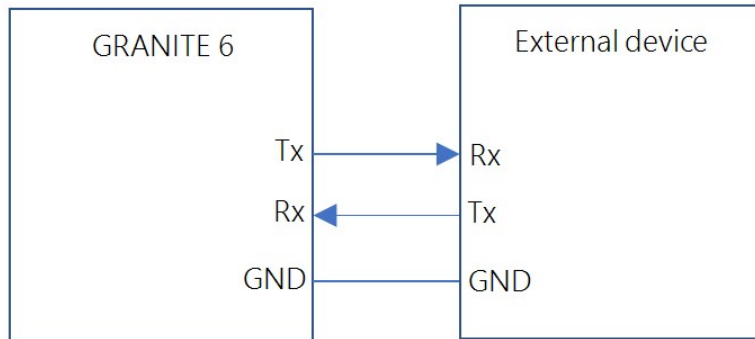 GRANITE 6
External device
Tx
Rx
Rx
Tx
GND
GND